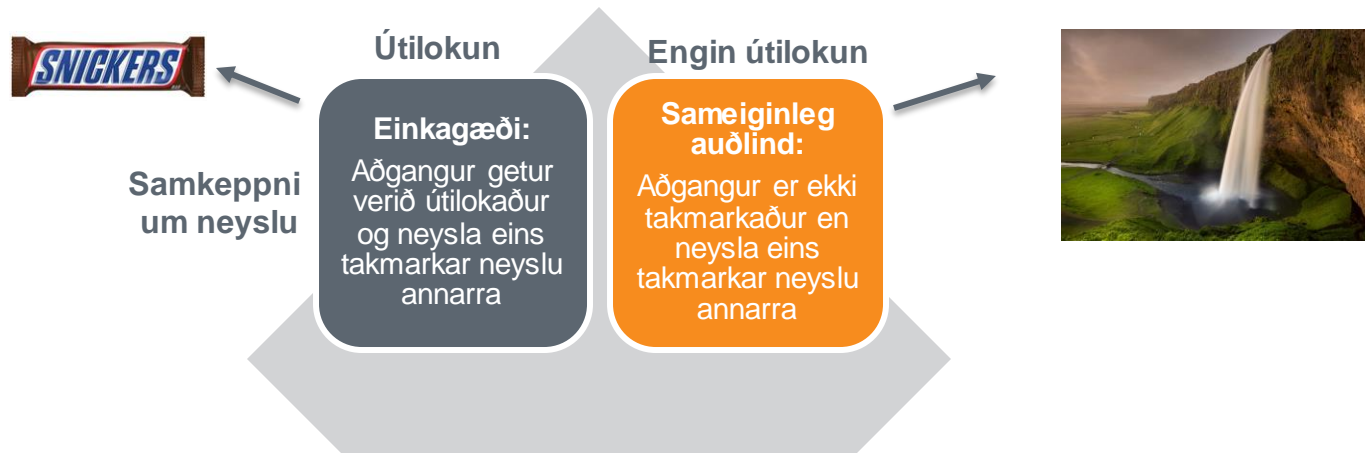 SNICKERS
Útilokun
Engin útilokun
Einkagæði:
Aðgangur getur
verið útilokaður
og neysla eins
takmarkar neyslu
annarra
Sameiginleg
auðlind:
Aðgangur er ekki
takmarkaður en
neysla eins
takmarkar neyslu
annarra
Samkeppni
um neyslu